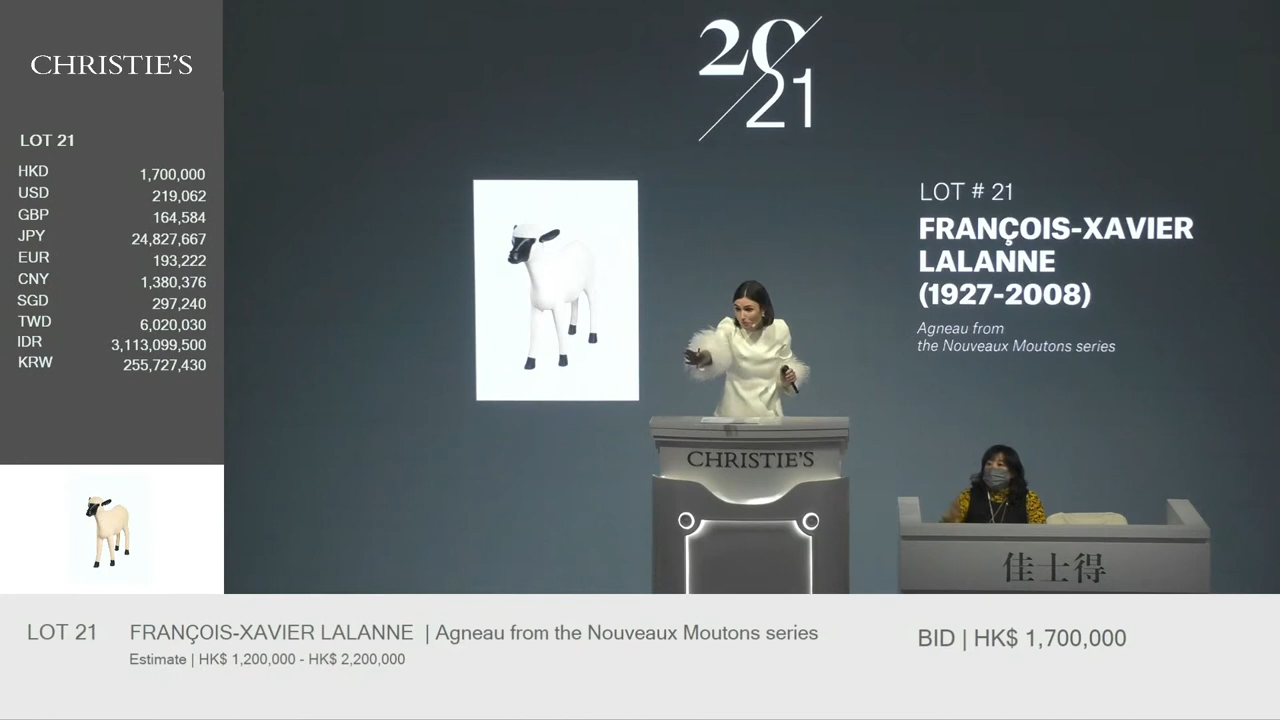 CHRISTIE'S
LOT 21
HKD 1,700,000
USD 219,062
GBP 164,584
JPY 24,827,667
EUR 193,222
CNY 1,380,376
SGD 297,240
TWD 6,020,030
IDR 3,113,099,500
KRW 255,727,430
20
21
LOT # 21
FRANÇOIS-XAVIER
LALANNE
(1927-2008)
Agneau from
the Nouveaux Moutons series
CHRISTIE'S
佳士得
LOT 21 FRANÇOIS-XAVIER LALANNE | Agneau from the Nouveaux Moutons series
Estimate | HK$ 1,200,000 - HK$ 2,200,000
BID | HK$ 1,700,000